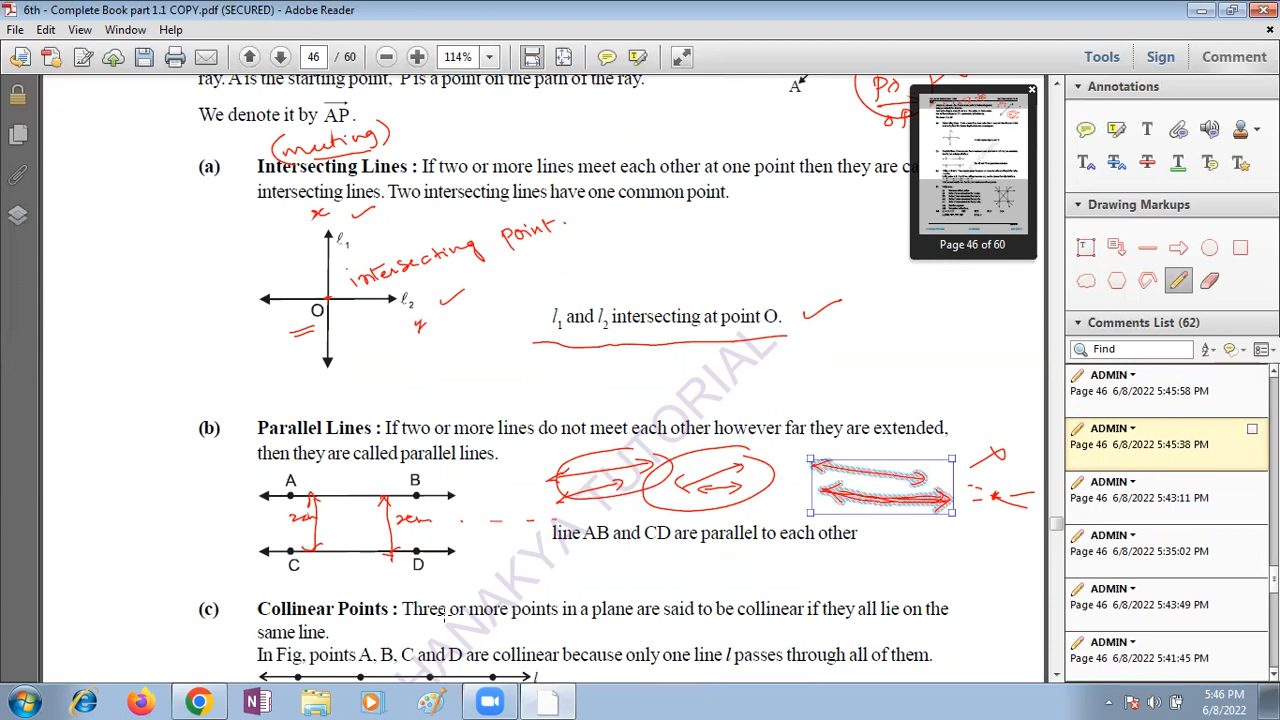 6th - Complete Book part 1.1 COPY.pdf (SECURED) - Adobe Reader
File Edit View Window Help
46 / 60 114% Tools Sign Comment
ray. A is the starting point, P is a point on the path of the ray.
A
We denote it by AP.
(meeting)
(a) Intersecting Lines : If two or more lines meet each other at one point then they are ca
intersecting lines. Two intersecting lines have one common point.
x
ℓ1
intersecting point.
ℓ2
O
y
l1 and l2 intersecting at point O.
(b) Parallel Lines : If two or more lines do not meet each other however far they are extended,
then they are called parallel lines.
A B
2cm 2cm
line AB and CD are parallel to each other
C D
(c) Collinear Points : Three or more points in a plane are said to be collinear if they all lie on the
same line.
In Fig, points A, B, C and D are collinear because only one line l passes through all of them.
l
HANAKYA TUTORIAL
Page 46 of 60
Annotations
Drawing Markups
Comments List (62)
Find
ADMIN
Page 46 6/8/2022 5:45:58 PM
ADMIN
Page 46 6/8/2022 5:45:38 PM
ADMIN
Page 46 6/8/2022 5:43:11 PM
ADMIN
Page 46 6/8/2022 5:35:02 PM
ADMIN
Page 46 6/8/2022 5:43:49 PM
ADMIN
Page 46 6/8/2022 5:41:45 PM
5:46 PM
6/8/2022